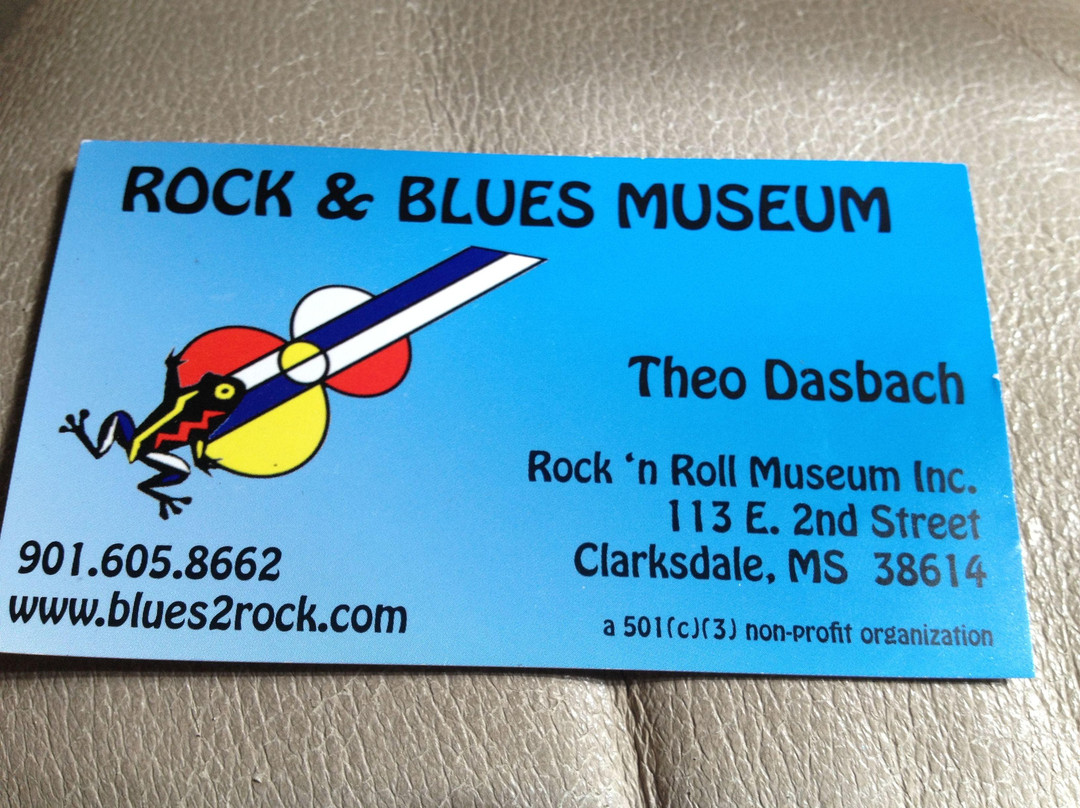 ROCK & BLUES MUSEUM
Theo Dasbach
Rock 'n Roll Museum Inc.
113 E. 2nd Street
Clarksdale, MS 38614
a 501(c)(3) non-profit organization
901.605.8662
www.blues2rock.com